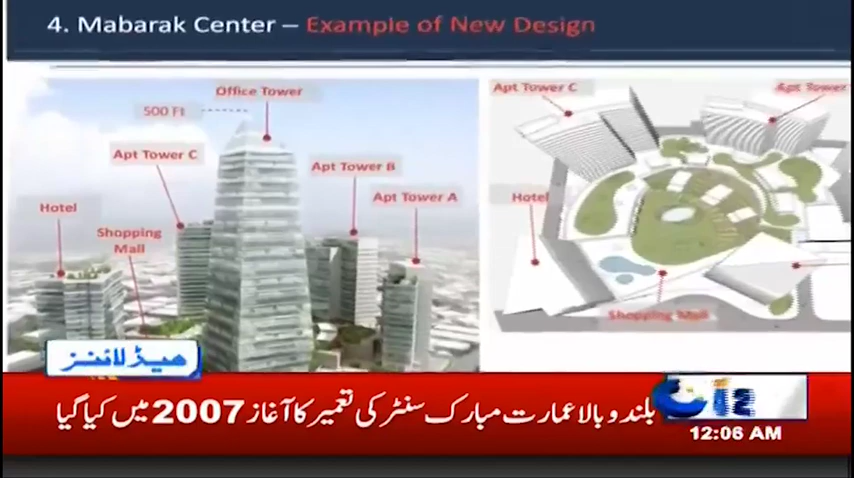 4. Mabarak Center – Example of New Design
Office Tower
500 Ft
Apt Tower C
Apt Tower B
Apt Tower A
Hotel
Shopping
Mall
Apt Tower C
Apt Tower
Hotel
Shopping Mall
ہیڈلائنز
بلند و بالا عمارت مبارک سنٹر کی تعمیر کا آغاز 2007 میں کیا گیا
12:06 AM